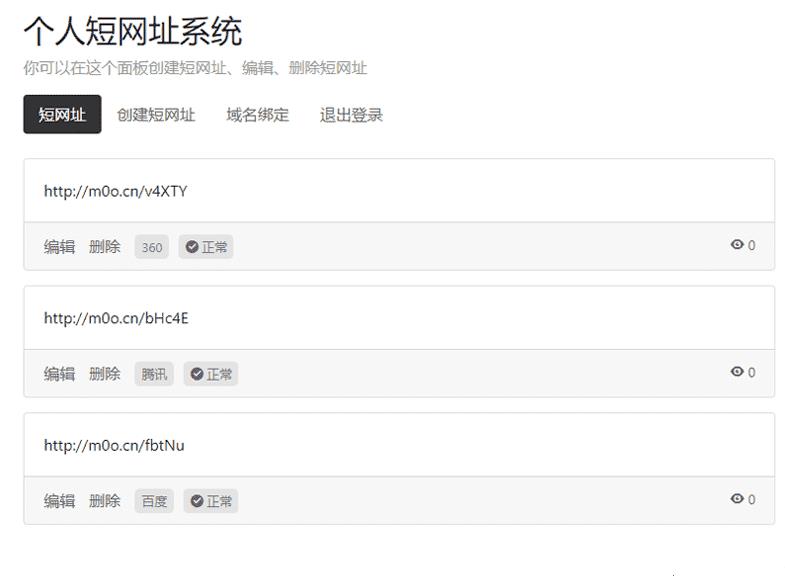 个人短网址系统
你可以在这个面板创建短网址、编辑、删除短网址
短网址 创建短网址 域名绑定 退出登录
http://m0o.cn/v4XTY
编辑 删除 360 正常 0
http://m0o.cn/bHc4E
编辑 删除 腾讯 正常 0
http://m0o.cn/fbtNu
编辑 删除 百度 正常 0